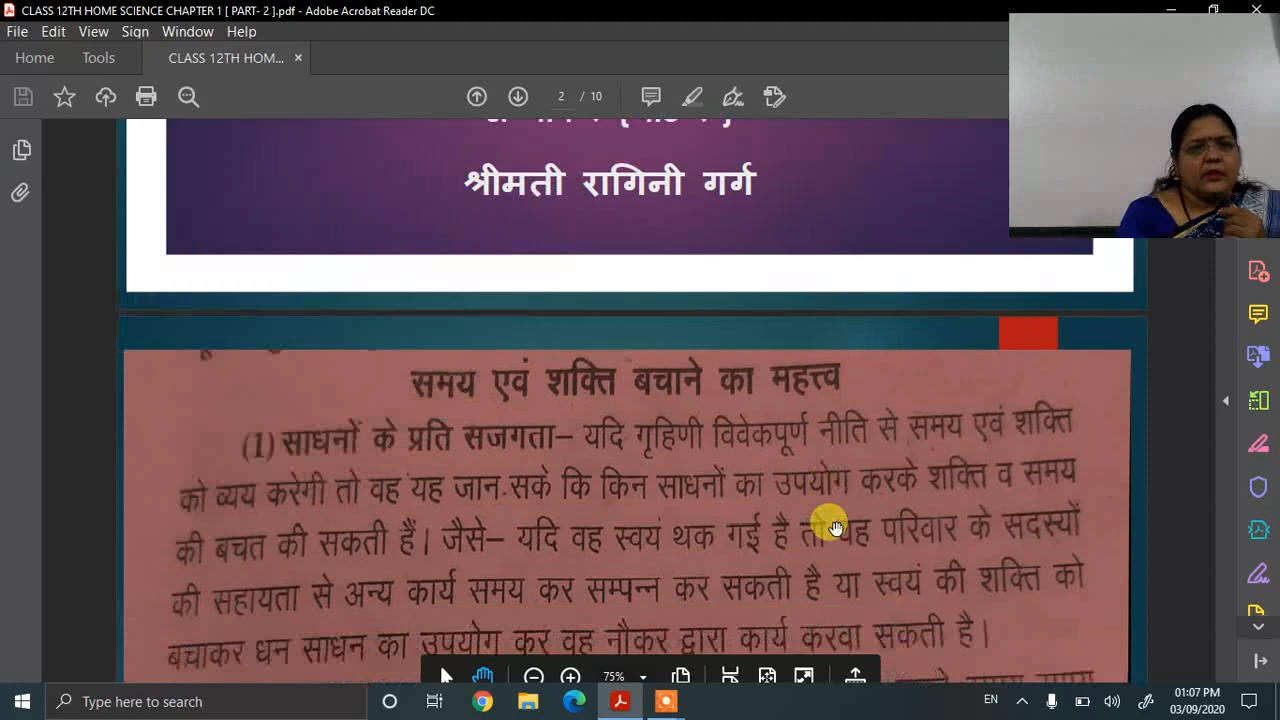 CLASS 12TH HOME SCIENCE CHAPTER 1 [ PART- 2 ].pdf - Adobe Acrobat Reader DC
File Edit View Sign Window Help
Home Tools CLASS 12TH HOM... ×
2 / 10
श्रीमती रागिनी गर्ग
समय एवं शक्ति बचाने का महत्त्व
(1) साधनों के प्रति सजगता– यदि गृहिणी विवेकपूर्ण नीति से समय एवं शक्ति
को व्यय करेगी तो वह यह जान सके कि किन साधनों का उपयोग करके शक्ति व समय
की बचत की सकती हैं। जैसे– यदि वह स्वयं थक गई है तो वह परिवार के सदस्यों
की सहायता से अन्य कार्य समय कर सम्पन्न कर सकती है या स्वयं की शक्ति को
बचाकर धन साधन का उपयोग कर वह नौकर द्वारा कार्य करवा सकती है।
75%
Type here to search
EN
01:07 PM
03/09/2020